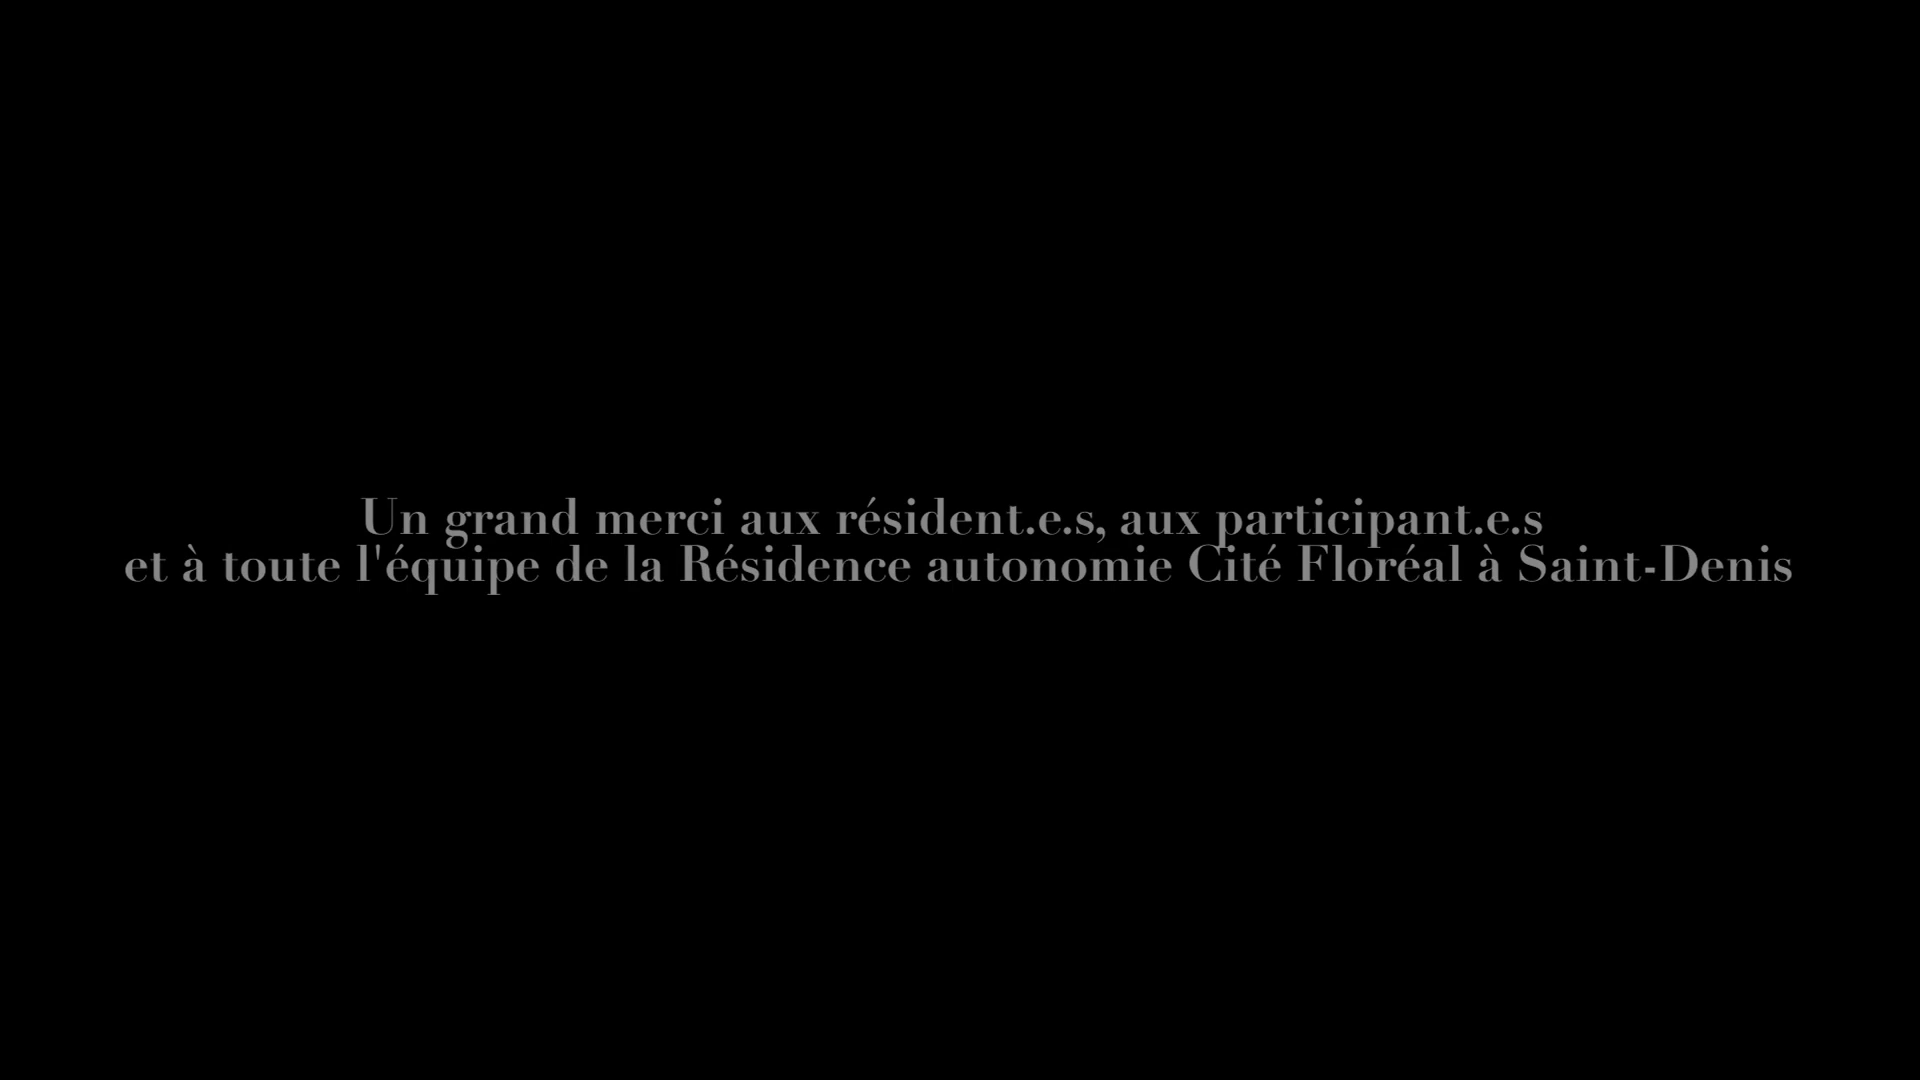 Un grand merci aux résident.e.s, aux participant.e.s
et à toute l'équipe de la Résidence autonomie Cité Floréal à Saint-Denis